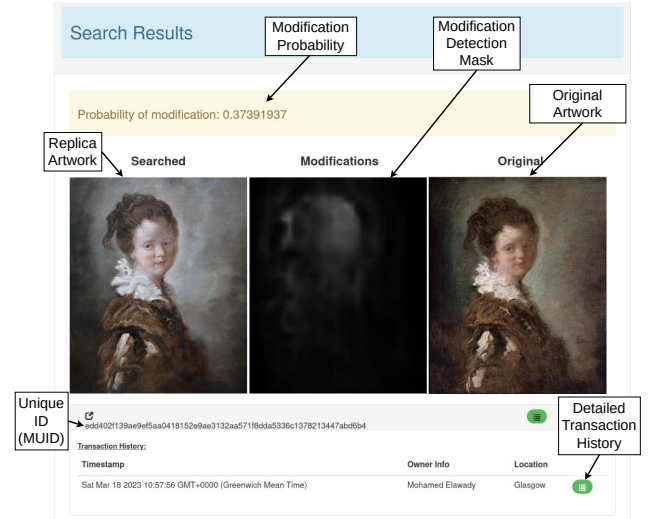 Search Results
Modification
Probability
Modification
Detection
Mask
Probability of modification: 0.37391937
Original
Artwork
Replica
Artwork
Searched
Modifications
Original
Unique
ID
(MUID)
edd402f139ae9ef5aa0418152e9ae3132aa571f8dda5336c1378213447abd6b4
Detailed
Transaction
History
Transaction History:
Timestamp
Owner Info
Location
Sat Mar 18 2023 10:57:56 GMT+0000 (Greenwich Mean Time)
Mohamed Elawady
Glasgow